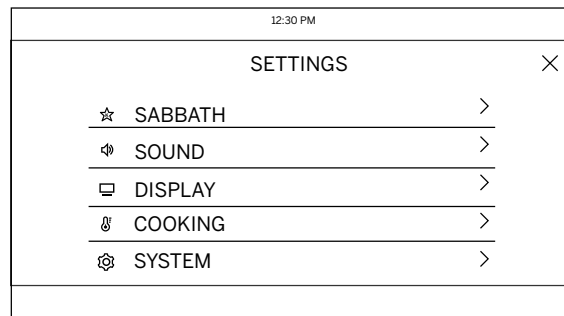 12:30 PM
SETTINGS
SABBATH
SOUND
DISPLAY
COOKING
SYSTEM